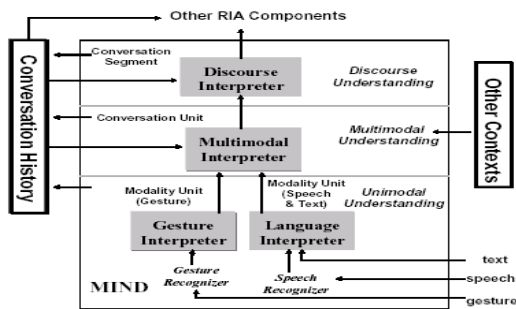 Other RIA Components
Conversation
Segment
Discourse
Interpreter
Discourse
Understanding
Conversation History
Conversation Unit
Multimodal
Interpreter
Multimodal
Understanding
Other Contexts
Modality Unit
(Gesture)
Modality Unit
(Speech
& Text)
Unimodal
Understanding
Gesture
Interpreter
Language
Interpreter
Gesture
Recognizer
Speech
Recognizer
MIND
text
speech
gesture